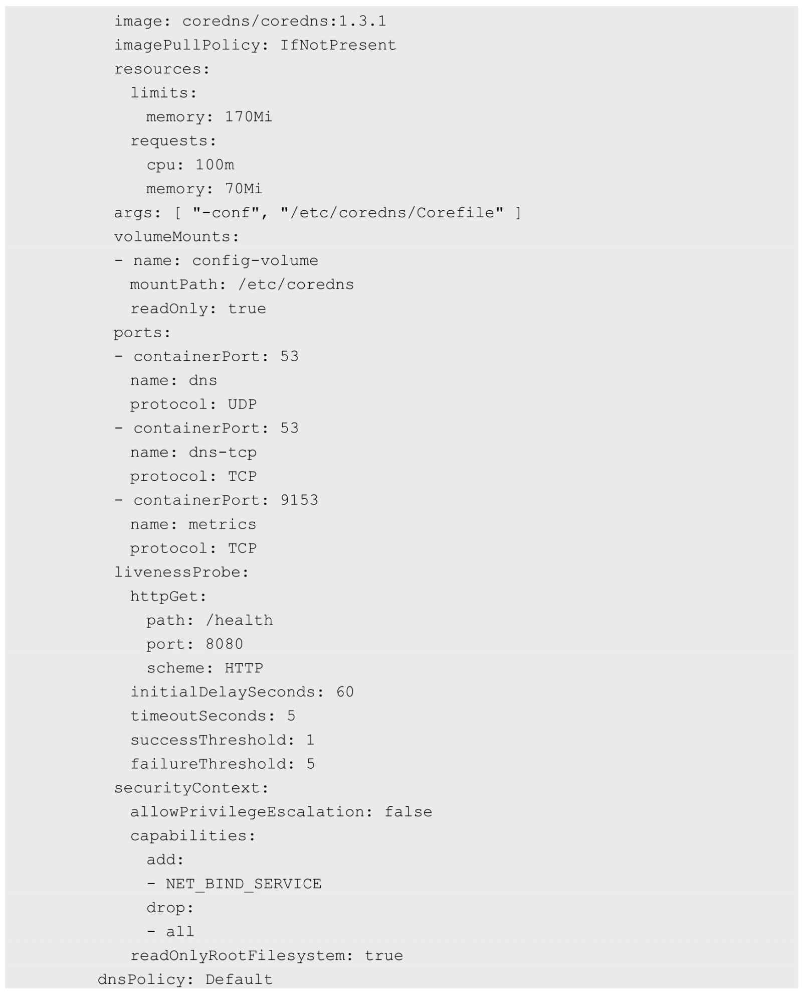 image: coredns/coredns:1.3.1
imagePullPolicy: IfNotPresent
resources:
limits:
memory: 170Mi
requests:
cpu: 100m
memory: 70Mi
args: [ "-conf", "/etc/coredns/Corefile" ]
volumeMounts:
- name: config-volume
mountPath: /etc/coredns
readOnly: true
ports:
- containerPort: 53
name: dns
protocol: UDP
- containerPort: 53
name: dns-tcp
protocol: TCP
- containerPort: 9153
name: metrics
protocol: TCP
livenessProbe:
httpGet:
path: /health
port: 8080
scheme: HTTP
initialDelaySeconds: 60
timeoutSeconds: 5
successThreshold: 1
failureThreshold: 5
securityContext:
allowPrivilegeEscalation: false
capabilities:
add:
- NET_BIND_SERVICE
drop:
- all
readOnlyRootFilesystem: true
dnsPolicy: Default